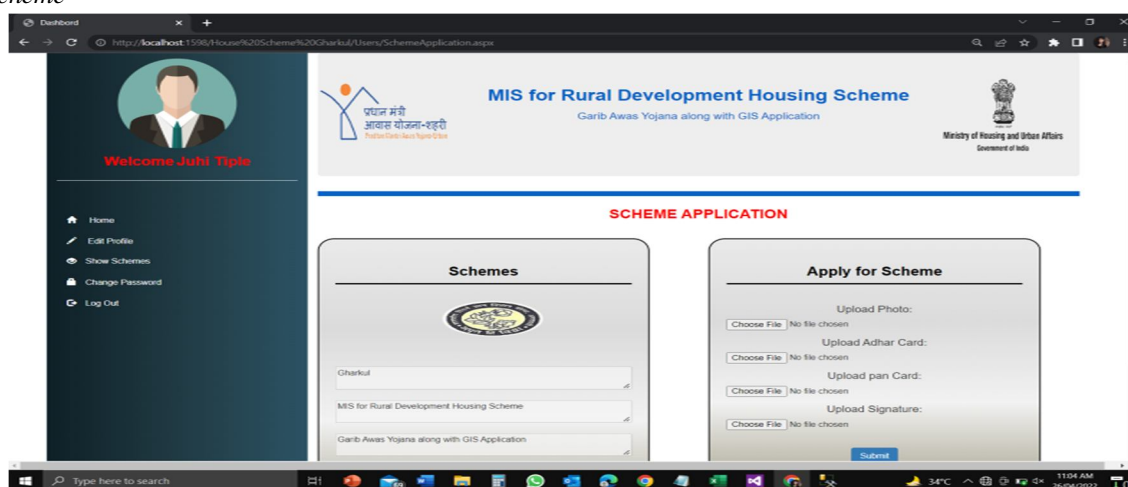 Scheme
Dashbord
http://localhost:1598/House%20Scheme%20Gharkul/Users/SchemeApplication.aspx
Welcome Juhi Tiple
Home
Edit Profile
Show Schemes
Change Password
Log Out
प्रधान मंत्री
आवास योजना-शहरी
MIS for Rural Development Housing Scheme
Garib Awas Yojana along with GIS Application
Ministry of Housing and Urban Affairs
Government of India
SCHEME APPLICATION
Schemes
Gharkul
MIS for Rural Development Housing Scheme
Garib Awas Yojana along with GIS Application
Apply for Scheme
Upload Photo:
Choose File No file chosen
Upload Adhar Card:
Choose File No file chosen
Upload pan Card:
Choose File No file chosen
Upload Signature:
Choose File No file chosen
Submit
Type here to search
34°C
11:04 AM